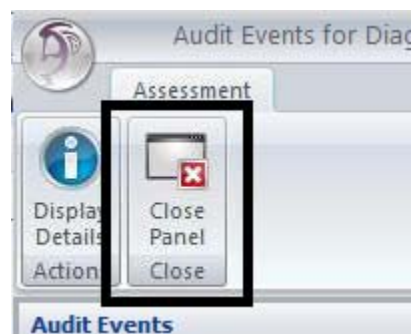 Audit Events for Diag
Assessment
Display
Details
Close
Panel
Action
Close
Audit Events